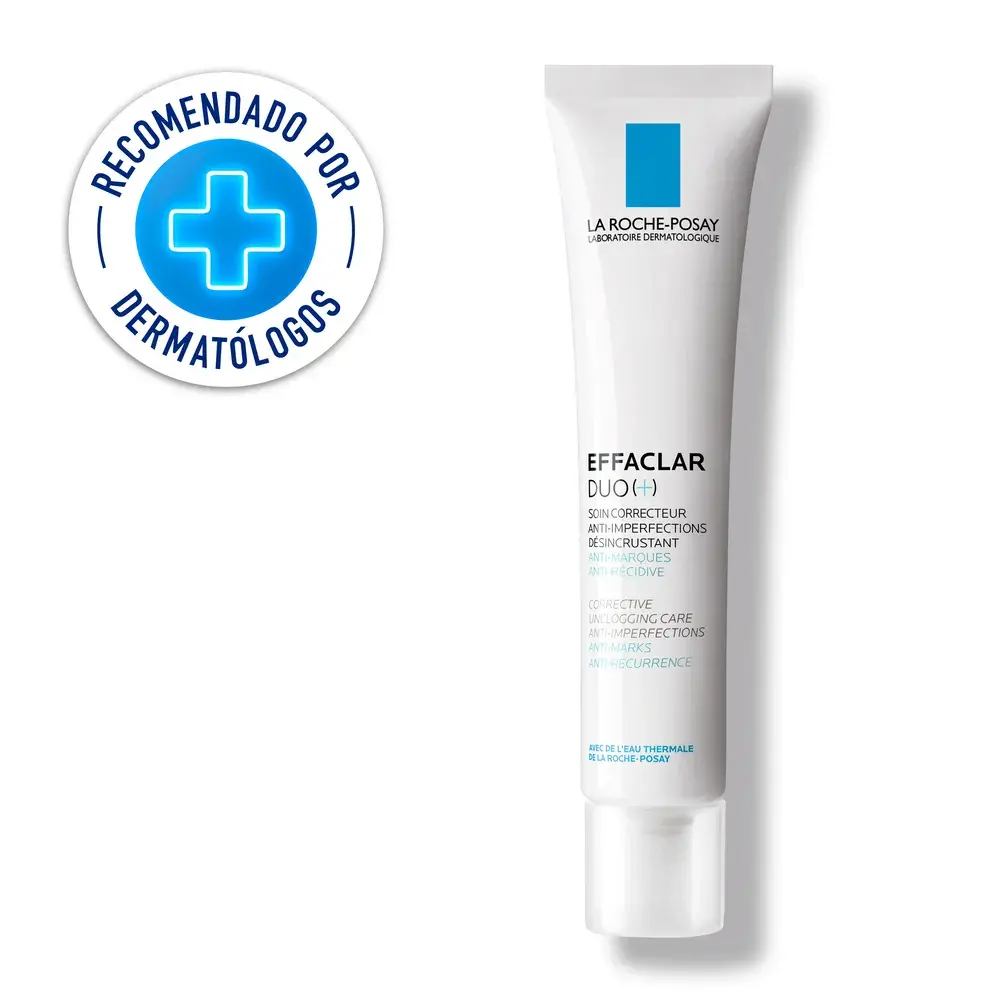 RECOMENDADO POR
DERMATÓLOGOS
LA ROCHE-POSAY
LABORATOIRE DERMATOLOGIQUE
EFFACLAR
DUO(+)
SOIN CORRECTEUR
ANTI-IMPERFECTIONS
DÉSINCRUSTANT
ANTI-MARQUES
ANTI-RÉCIDIVE
CORRECTIVE
UNCLOGGING CARE
ANTI-IMPERFECTIONS
ANTI-MARKS
ANTI-RECURRENCE
AVEC DE L'EAU THERMALE
DE LA ROCHE-POSAY